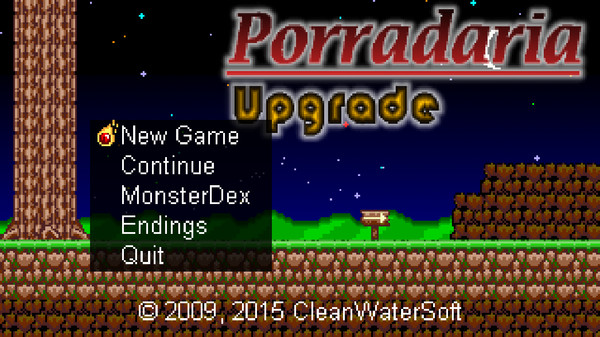 Porradaria
Upgrade
New Game
Continue
MonsterDex
Endings
Quit
© 2009, 2015 CleanWaterSoft